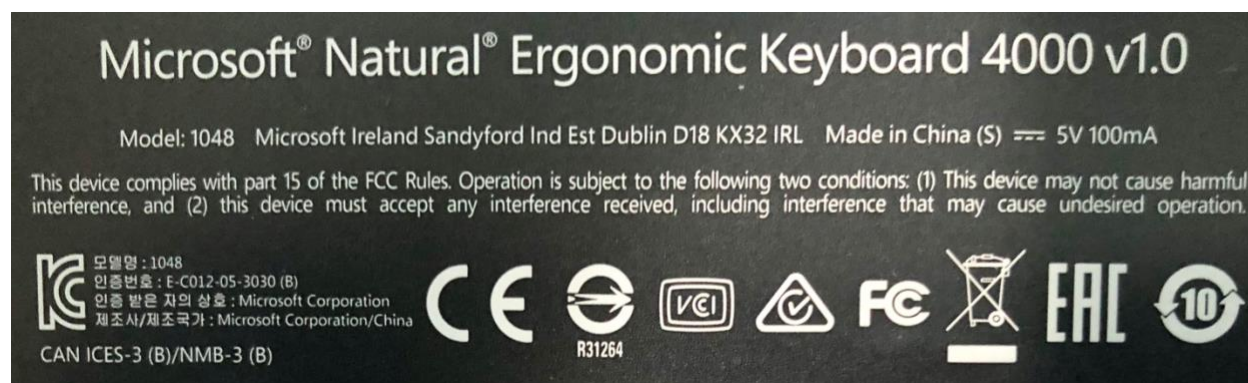 Microsoft® Natural® Ergonomic Keyboard 4000 v1.0
Model: 1048 Microsoft Ireland Sandyford Ind Est Dublin D18 KX32 IRL Made in China (S) ⎓ 5V 100mA
This device complies with part 15 of the FCC Rules. Operation is subject to the following two conditions: (1) This device may not cause harmful
interference, and (2) this device must accept any interference received, including interference that may cause undesired operation.
모델명 : 1048
인증번호 : E-C012-05-3030 (B)
인증 받은 자의 상호 : Microsoft Corporation
제조사/제조국가 : Microsoft Corporation/China
CAN ICES-3 (B)/NMB-3 (B)
CE
R31264
VCI
FC
EAC
10